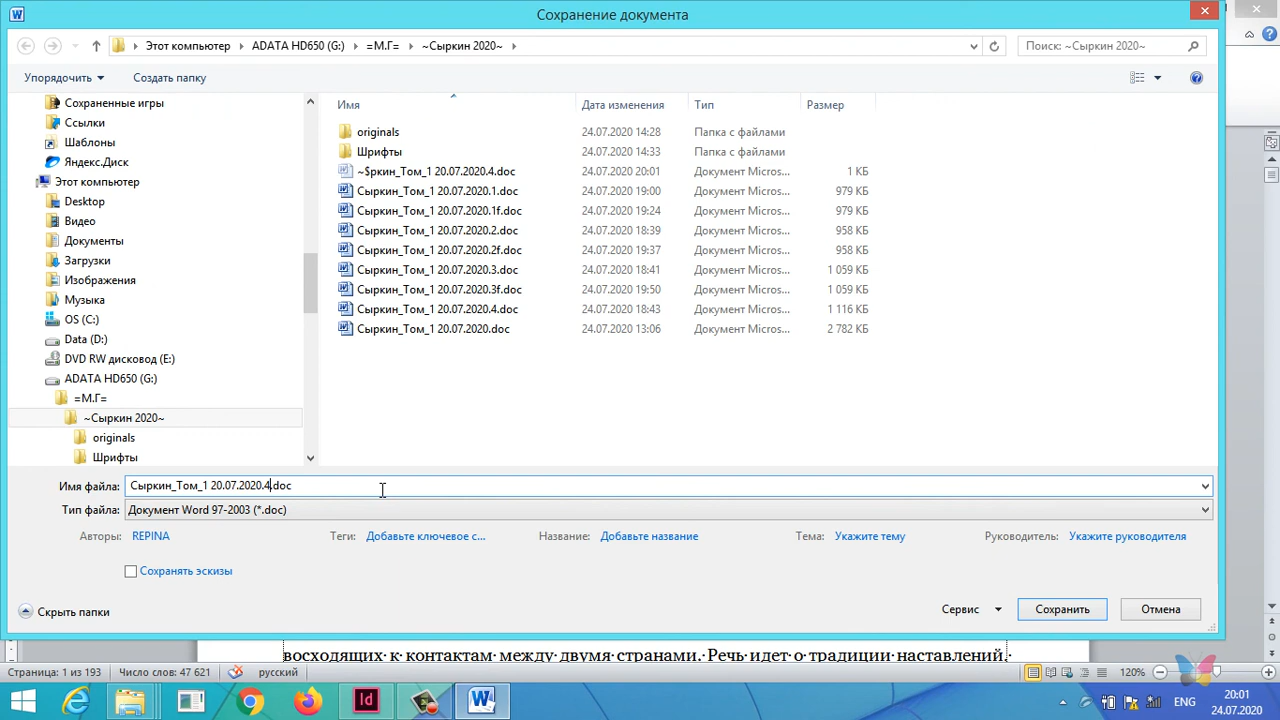 Сохранение документа
Этот компьютер ADATA HD650 (G:) =М.Г= ~Сыркин 2020~
Поиск: ~Сыркин 2020~
Упорядочить Создать папку
Сохраненные игры
Ссылки
Шаблоны
Яндекс.Диск
Этот компьютер
Desktop
Видео
Документы
Загрузки
Изображения
Музыка
OS (C:)
Data (D:)
DVD RW дисковод (E:)
ADATA HD650 (G:)
=М.Г=
~Сыркин 2020~
originals
Шрифты
Имя Дата изменения Тип Размер
originals 24.07.2020 14:28 Папка с файлами
Шрифты 24.07.2020 14:33 Папка с файлами
~$ркин_Том_1 20.07.2020.4.doc 24.07.2020 20:01 Документ Micros... 1 КБ
Сыркин_Том_1 20.07.2020.1.doc 24.07.2020 19:00 Документ Micros... 979 КБ
Сыркин_Том_1 20.07.2020.1f.doc 24.07.2020 19:24 Документ Micros... 979 КБ
Сыркин_Том_1 20.07.2020.2.doc 24.07.2020 18:39 Документ Micros... 958 КБ
Сыркин_Том_1 20.07.2020.2f.doc 24.07.2020 19:37 Документ Micros... 958 КБ
Сыркин_Том_1 20.07.2020.3.doc 24.07.2020 18:41 Документ Micros... 1 059 КБ
Сыркин_Том_1 20.07.2020.3f.doc 24.07.2020 19:50 Документ Micros... 1 059 КБ
Сыркин_Том_1 20.07.2020.4.doc 24.07.2020 18:43 Документ Micros... 1 116 КБ
Сыркин_Том_1 20.07.2020.doc 24.07.2020 13:06 Документ Micros... 2 782 КБ
Имя файла: Сыркин_Том_1 20.07.2020.4.doc
Тип файла: Документ Word 97-2003 (*.doc)
Авторы: REPINA Теги: Добавьте ключевое с... Название: Добавьте название Тема: Укажите тему Руководитель: Укажите руководителя
Сохранять эскизы
Скрыть папки Сервис Сохранить Отмена
восходящих к контактам между двумя странами. Речь идет о традиции наставлений,
Страница: 1 из 193 Число слов: 47 621 русский 120%
ENG 20:01
24.07.2020